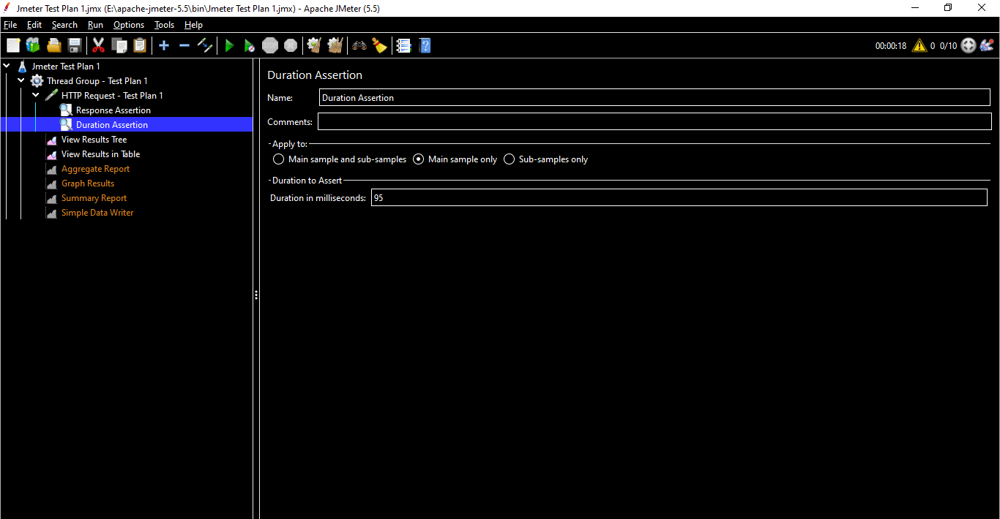 Jmeter Test Plan 1.jmx (E:\apache-jmeter-5.5\bin\Jmeter Test Plan 1.jmx) - Apache JMeter (5.5)
File Edit Search Run Options Tools Help
00:00:18 0 0/10
Jmeter Test Plan 1
Thread Group - Test Plan 1
HTTP Request - Test Plan 1
Response Assertion
Duration Assertion
View Results Tree
View Results in Table
Aggregate Report
Graph Results
Summary Report
Simple Data Writer
Duration Assertion
Name: Duration Assertion
Comments:
Apply to:
Main sample and sub-samples Main sample only Sub-samples only
Duration to Assert
Duration in milliseconds: 95